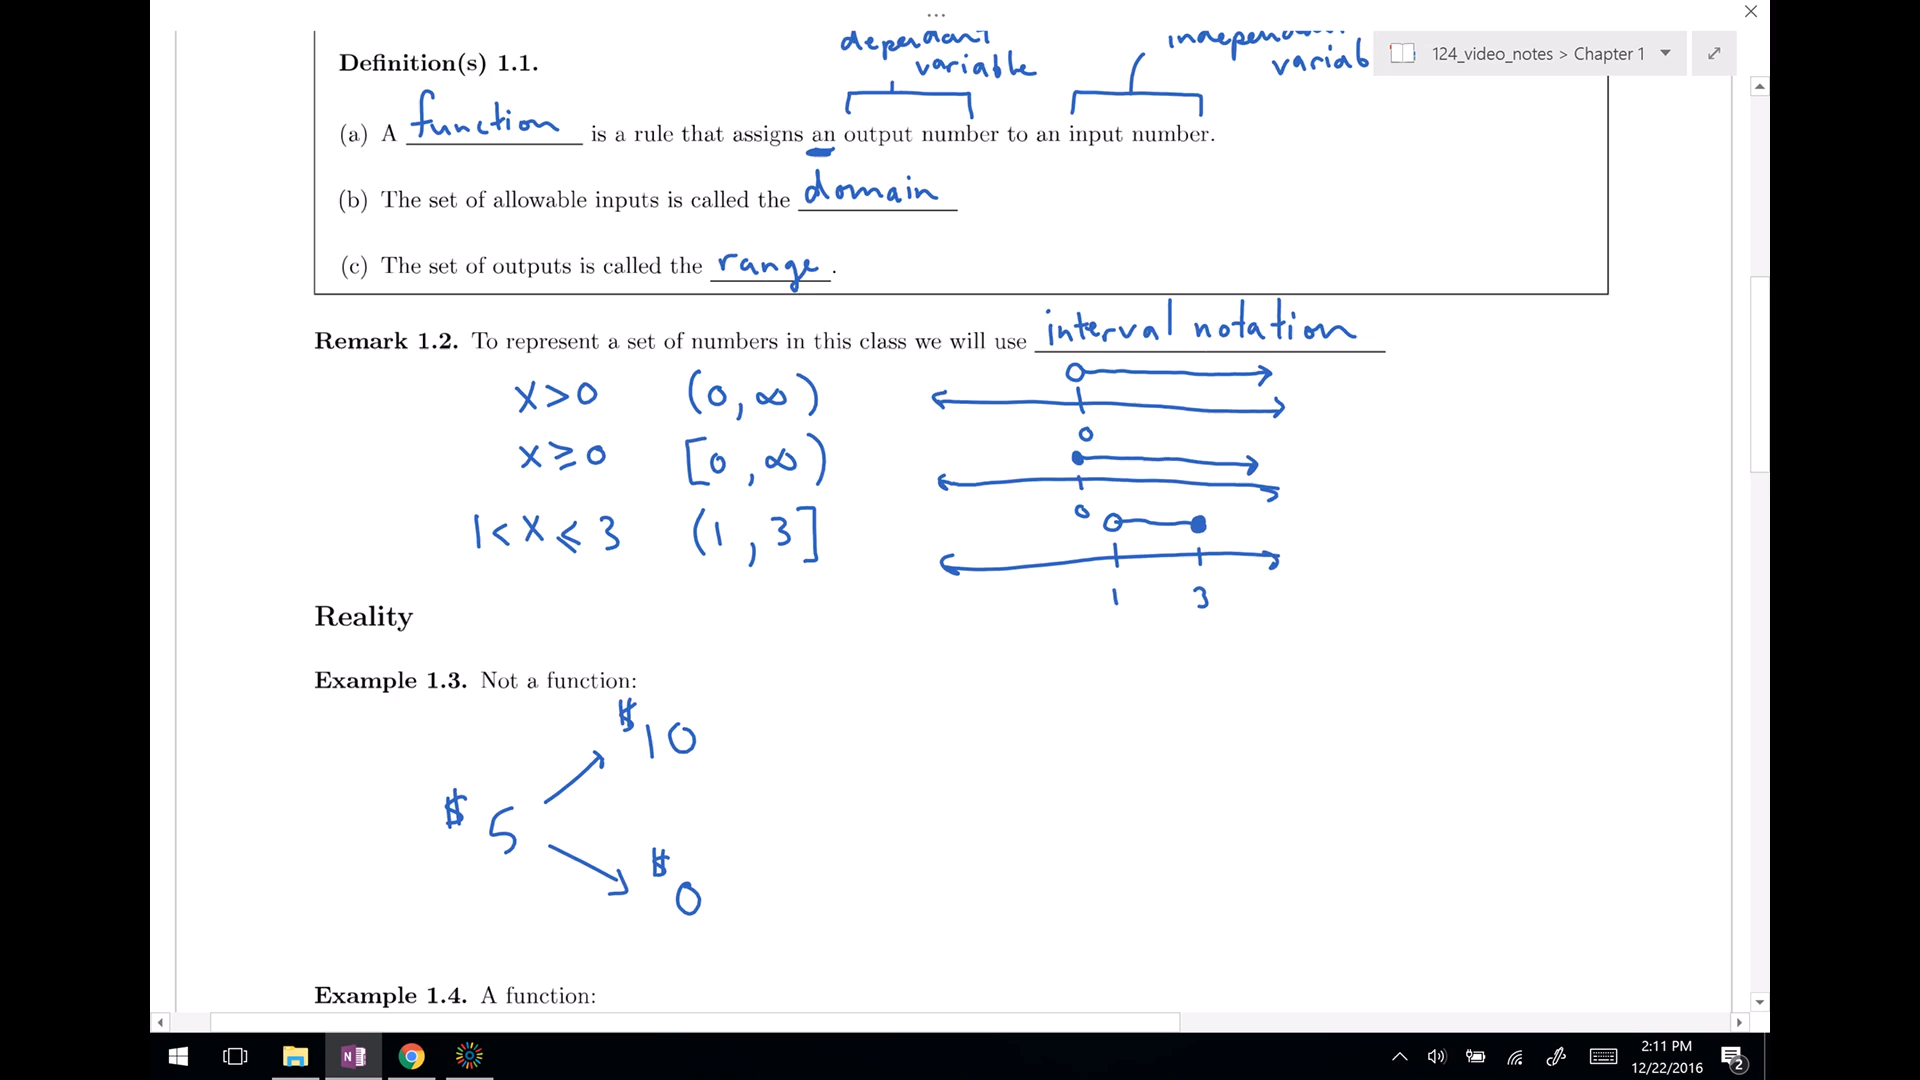 ...
dependant independant
variable variab
124_video_notes > Chapter 1
Definition(s) 1.1.
(a) A function is a rule that assigns an output number to an input number.
(b) The set of allowable inputs is called the domain
(c) The set of outputs is called the range.
Remark 1.2. To represent a set of numbers in this class we will use interval notation
x>0 (0, ∞)
0
x≥0 [0, ∞)
0
1<x≤3 (1, 3]
1 3
Reality
Example 1.3. Not a function:
$10
$5
$0
Example 1.4. A function:
2:11 PM
12/22/2016
2